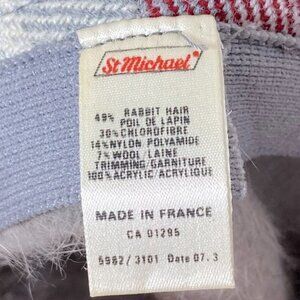 St Michael
49% RABBIT HAIR
POIL DE LAPIN
30% CHLOROFIBRE
14% NYLON POLYAMIDE
7% WOOL/LAINE
TRIMMING/GARNITURE
100% ACRYLIC/ACRYLIQUE
MADE IN FRANCE
CA 01295
5982/3101 Date 07.3